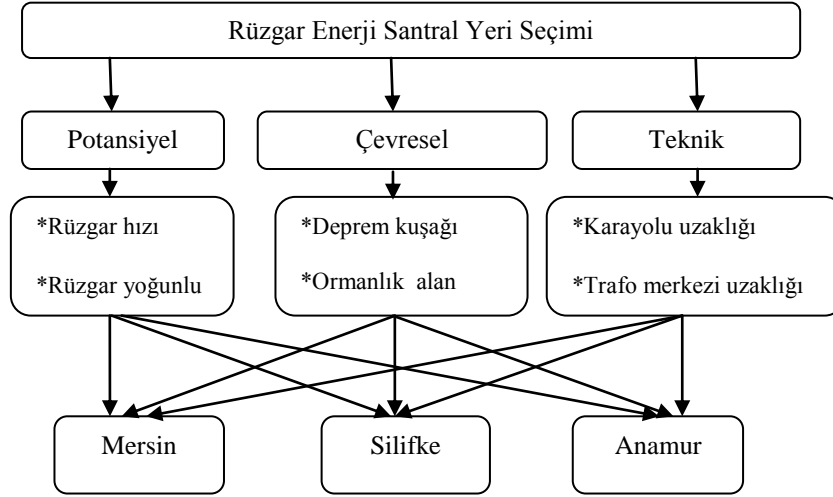 Rüzgar Enerji Santral Yeri Seçimi
Potansiyel
Çevresel
Teknik
*Rüzgar hızı
*Rüzgar yoğunlu
*Deprem kuşağı
*Ormanlık alan
*Karayolu uzaklığı
*Trafo merkezi uzaklığı
Mersin
Silifke
Anamur